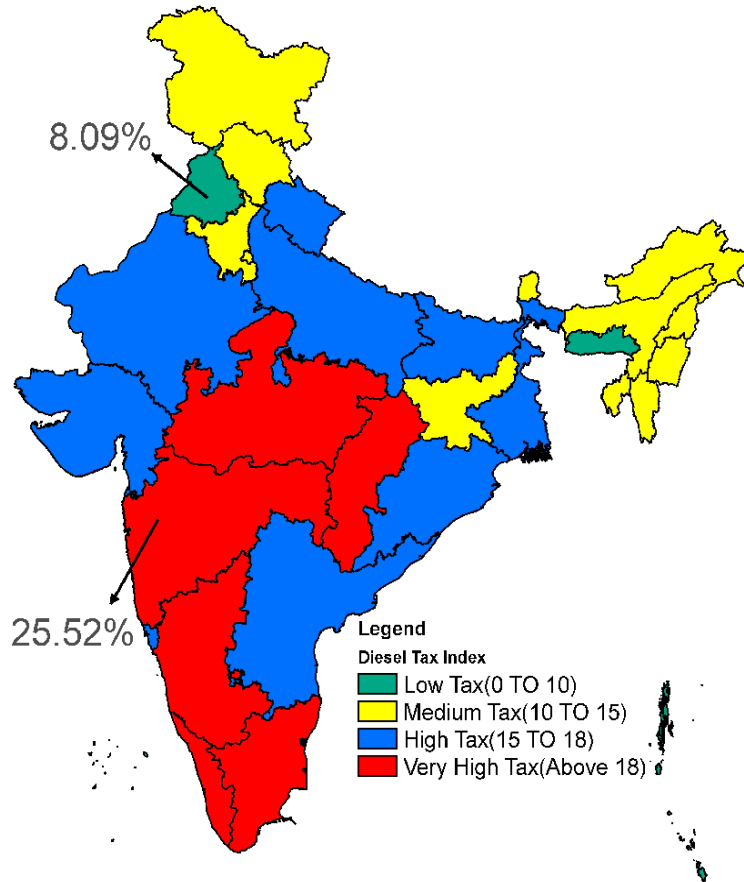 8.09%
25.52%
Legend
Diesel Tax Index
Low Tax(0 TO 10)
Medium Tax(10 TO 15)
High Tax(15 TO 18)
Very High Tax(Above 18)